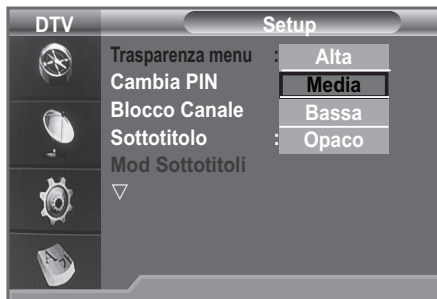 DTV Setup
Trasparenza menu : Alta
Cambia PIN Media
Blocco Canale Bassa
Sottotitolo : Opaco
Mod Sottotitoli